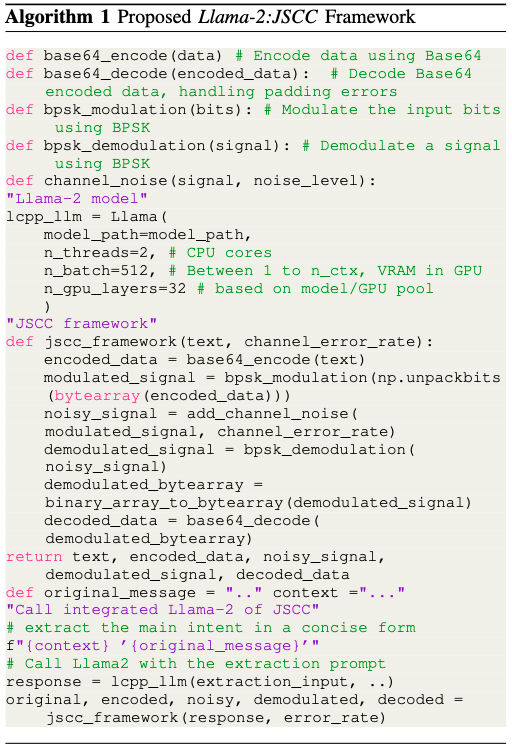 Algorithm 1 Proposed Llama-2:JSCC Framework
def base64_encode(data) # Encode data using Base64
def base64_decode(encoded_data):  # Decode Base64
encoded data, handling padding errors
def bpsk_modulation(bits): # Modulate the input bits
using BPSK
def bpsk_demodulation(signal): # Demodulate a signal
using BPSK
def channel_noise(signal, noise_level):
"Llama-2 model"
lcpp_llm = Llama(
model_path=model_path,
n_threads=2, # CPU cores
n_batch=512, # Between 1 to n_ctx, VRAM in GPU
n_gpu_layers=32 # based on model/GPU pool
)
"JSCC framework"
def jscc_framework(text, channel_error_rate):
encoded_data = base64_encode(text)
modulated_signal = bpsk_modulation(np.unpackbits
(bytearray(encoded_data)))
noisy_signal = add_channel_noise(
modulated_signal, channel_error_rate)
demodulated_signal = bpsk_demodulation(
noisy_signal)
demodulated_bytearray =
binary_array_to_bytearray(demodulated_signal)
decoded_data = base64_decode(
demodulated_bytearray)
return text, encoded_data, noisy_signal,
demodulated_signal, decoded_data
def original_message = ".." context ="..."
"Call integrated Llama-2 of JSCC"
# extract the main intent in a concise form
f"{context} ’{original_message}’"
# Call Llama2 with the extraction prompt
response = lcpp_llm(extraction_input, ..)
original, encoded, noisy, demodulated, decoded =
jscc_framework(response, error_rate)